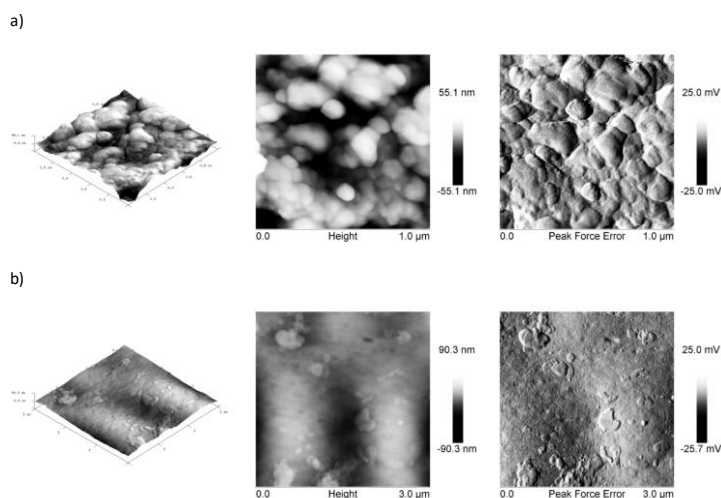 a)
55.1 nm
-55.1 nm
0.0 Height 1.0 µm
25.0 mV
-25.0 mV
0.0 Peak Force Error 1.0 µm
b)
90.3 nm
-90.3 nm
0.0 Height 3.0 µm
25.0 mV
-25.7 mV
0.0 Peak Force Error 3.0 µm